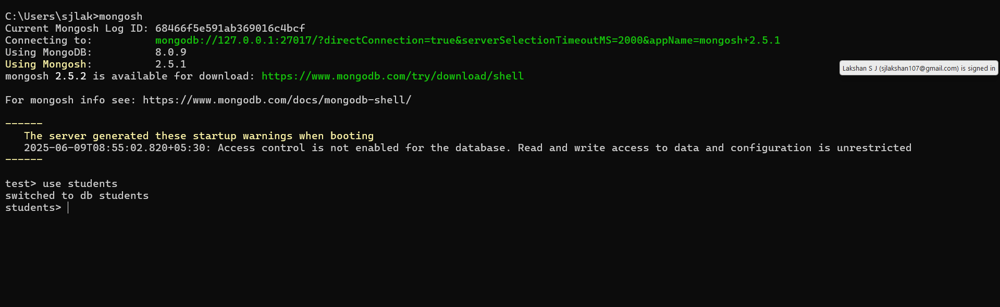 C:\Users\sjlak>mongosh
Current Mongosh Log ID: 68466f5e591ab369016c4bcf
Connecting to:          mongodb://127.0.0.1:27017/?directConnection=true&serverSelectionTimeoutMS=2000&appName=mongosh+2.5.1
Using MongoDB:          8.0.9
Using Mongosh:          2.5.1
Lakshan S J (sjlakshan107@gmail.com) is signed in
mongosh 2.5.2 is available for download: https://www.mongodb.com/try/download/shell
For mongosh info see: https://www.mongodb.com/docs/mongodb-shell/
------
The server generated these startup warnings when booting
2025-06-09T08:55:02.820+05:30: Access control is not enabled for the database. Read and write access to data and configuration is unrestricted
------
test> use students
switched to db students
students>